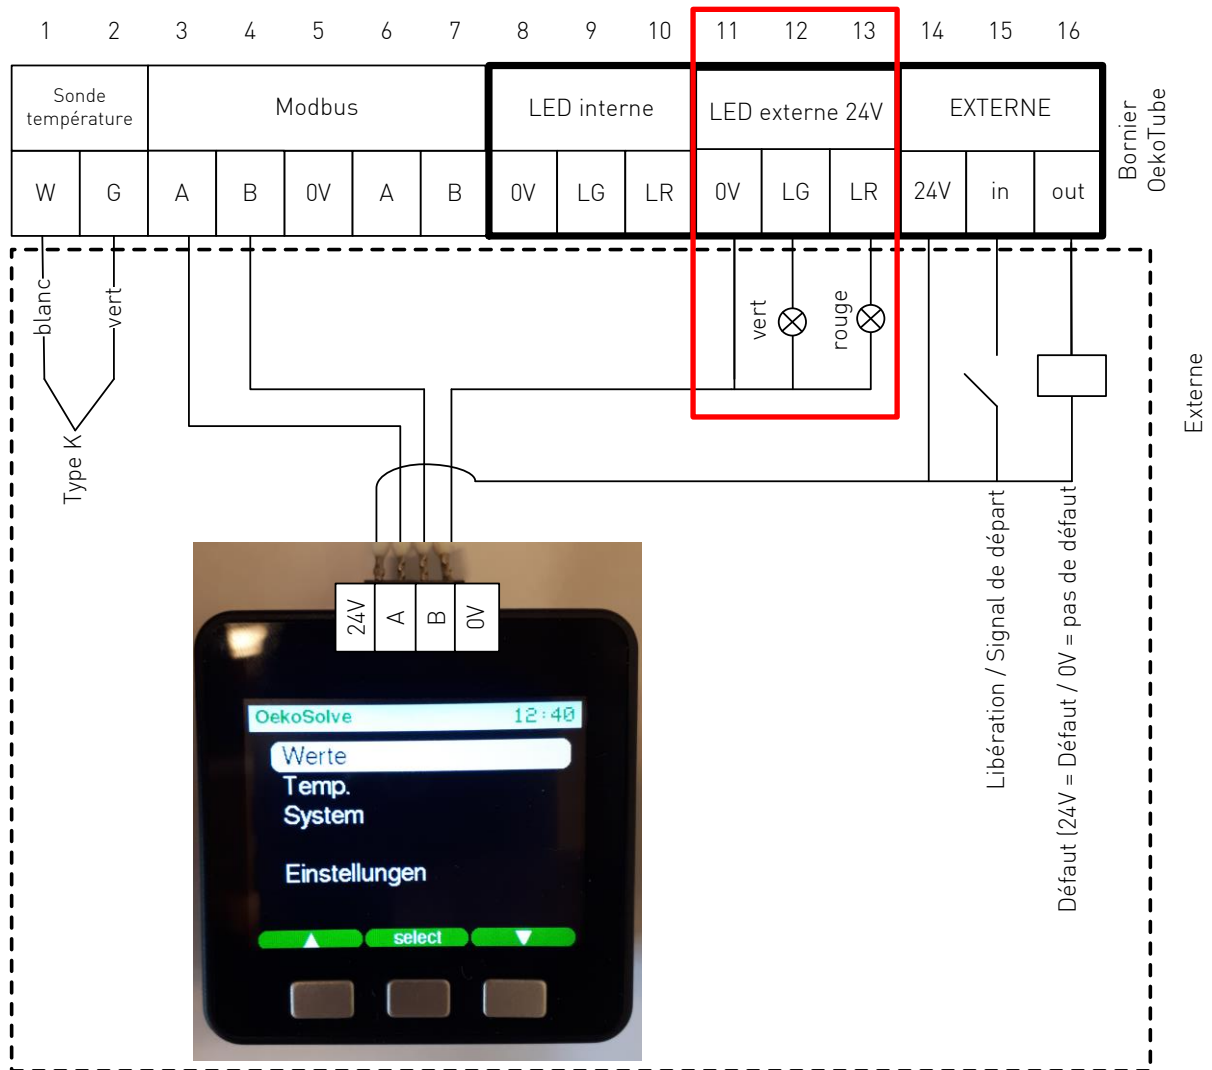 1 2 3 4 5 6 7 8 9 10 11 12 13 14 15 16
Sonde
température
Modbus
LED interne
LED externe 24V
EXTERNE
Bornier
OekoTube
W G A B 0V A B 0V LG LR 0V LG LR 24V in out
blanc
vert
Type K
vert
rouge
Externe
Libération / Signal de départ
Défaut (24V = Défaut / 0V = pas de défaut
24V A B 0V
OekoSolve 12:40
Werte
Temp.
System
Einstellungen
select